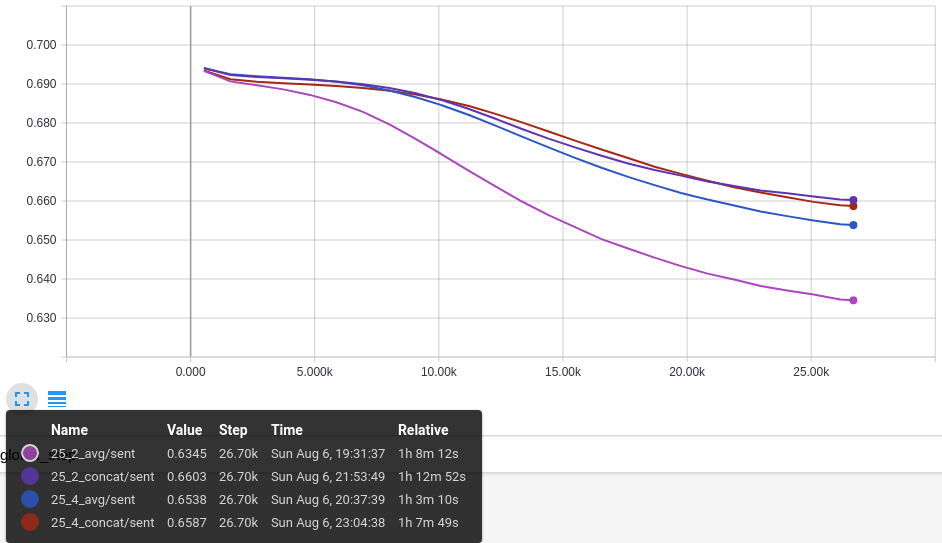 0.700
0.690
0.680
0.670
0.660
0.650
0.640
0.630
0.000 5.000k 10.00k 15.00k 20.00k 25.00k
Name Value Step Time Relative
25_2_avg/sent 0.6345 26.70k Sun Aug 6, 19:31:37 1h 8m 12s
25_2_concat/sent 0.6603 26.70k Sun Aug 6, 21:53:49 1h 12m 52s
25_4_avg/sent 0.6538 26.70k Sun Aug 6, 20:37:39 1h 3m 10s
25_4_concat/sent 0.6587 26.70k Sun Aug 6, 23:04:38 1h 7m 49s